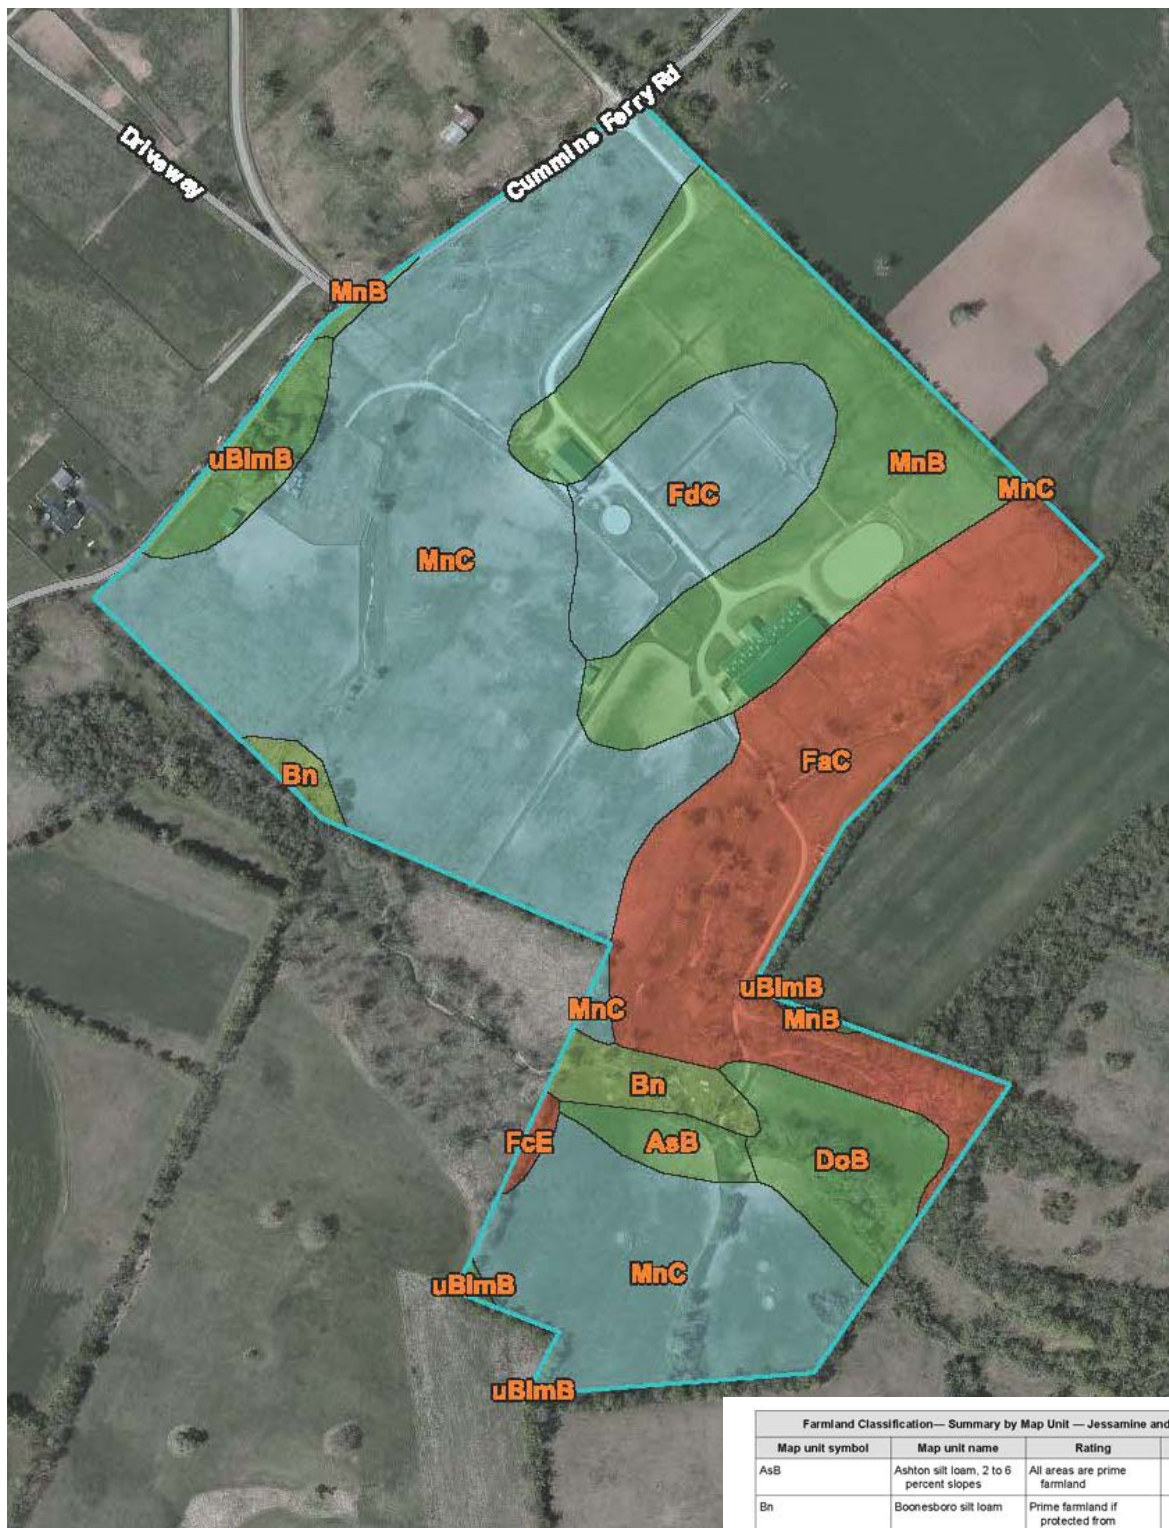 Cummins Ferry Rd
Driveway
MnB
uBlmB
MnB
MnC
FdC
MnC
Bn
FaC
uBlmB
MnC
MnB
Bn
FcE
AsB
DoB
MnC
uBlmB
uBlmB
Farmland Classification— Summary by Map Unit — Jessamine and
Map unit symbol Map unit name Rating
AsB Ashton silt loam, 2 to 6 All areas are prime
percent slopes farmland
Bn Boonesboro silt loam Prime farmland if
protected from